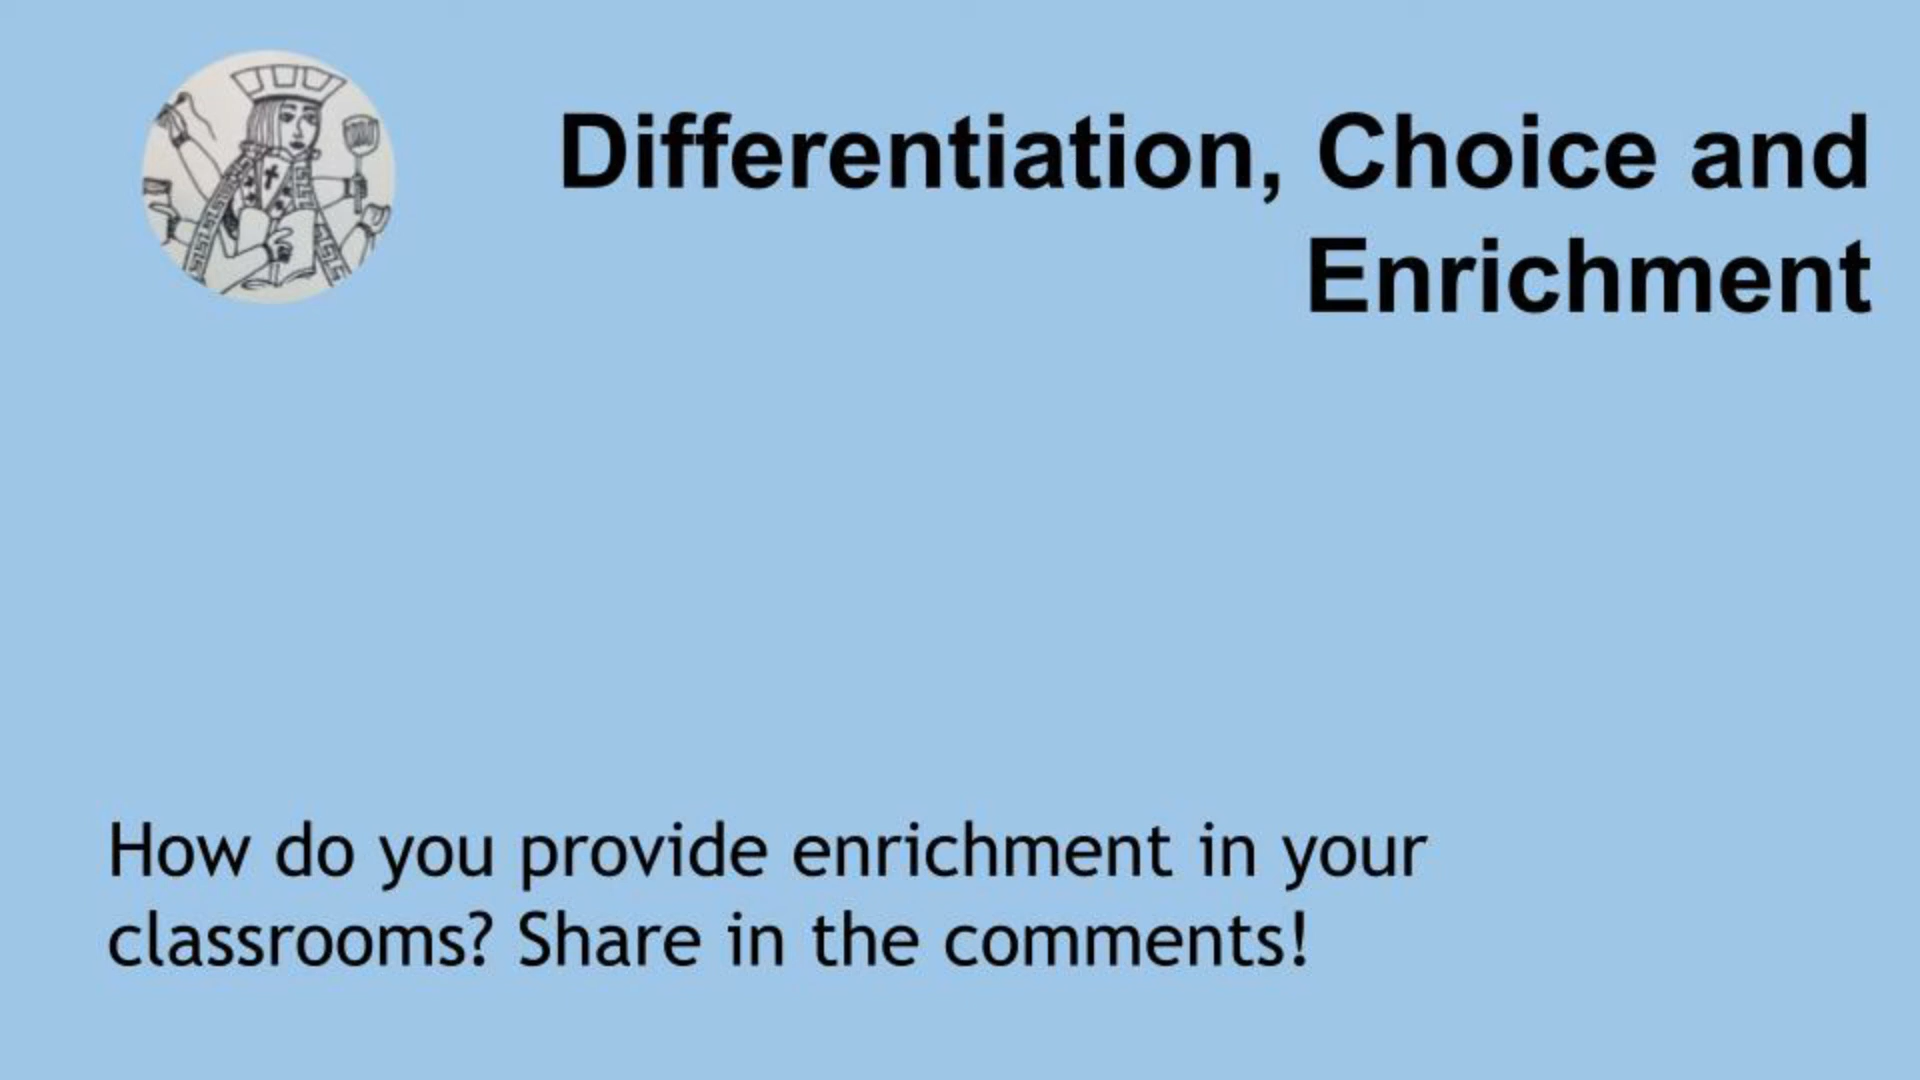 Differentiation, Choice and
Enrichment
How do you provide enrichment in your
classrooms? Share in the comments!